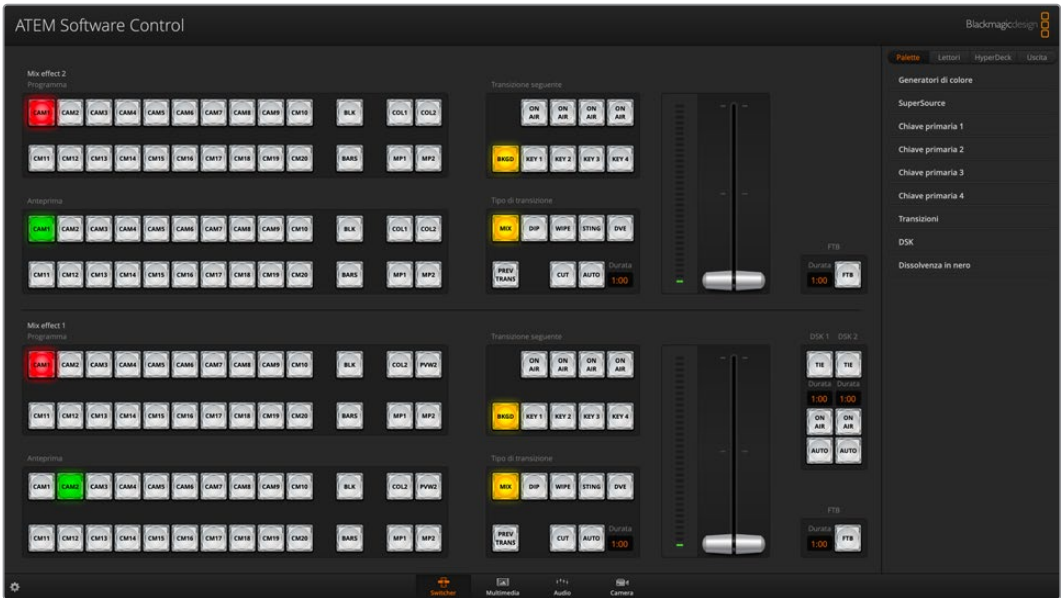 ATEM Software Control
Blackmagicdesign
Palette Lettori HyperDeck Uscita
Generatori di colore
SuperSource
Chiave primaria 1
Chiave primaria 2
Chiave primaria 3
Chiave primaria 4
Transizioni
DSK
Dissolvenza in nero
Mix effect 2
Programma
CAM1 CAM2 CAM3 CAM4 CAM5 CAM6 CAM7 CAM8 CAM9 CM10 BLK COL1 COL2
CM11 CM12 CM13 CM14 CM15 CM16 CM17 CM18 CM19 CM20 BARS MP1 MP2
Anteprima
CAM1 CAM2 CAM3 CAM4 CAM5 CAM6 CAM7 CAM8 CAM9 CM10 BLK COL1 COL2
CM11 CM12 CM13 CM14 CM15 CM16 CM17 CM18 CM19 CM20 BARS MP1 MP2
Transizione seguente
ON AIR ON AIR ON AIR ON AIR
BKGD KEY 1 KEY 2 KEY 3 KEY 4
Tipo di transizione
MIX DIP WIPE STING DVE
PREV TRANS CUT AUTO
Durata
1:00
FTB
Durata
1:00 FTB
Mix effect 1
Programma
CAM1 CAM2 CAM3 CAM4 CAM5 CAM6 CAM7 CAM8 CAM9 CM10 BLK COL2 PVW2
CM11 CM12 CM13 CM14 CM15 CM16 CM17 CM18 CM19 CM20 BARS MP1 MP2
Anteprima
CAM1 CAM2 CAM3 CAM4 CAM5 CAM6 CAM7 CAM8 CAM9 CM10 BLK COL2 PVW2
CM11 CM12 CM13 CM14 CM15 CM16 CM17 CM18 CM19 CM20 BARS MP1 MP2
Transizione seguente
ON AIR ON AIR ON AIR ON AIR
BKGD KEY 1 KEY 2 KEY 3 KEY 4
Tipo di transizione
MIX DIP WIPE STING DVE
PREV TRANS CUT AUTO
Durata
1:00
DSK 1 DSK 2
TIE TIE
Durata Durata
1:00 1:00
ON AIR ON AIR
AUTO AUTO
FTB
Durata
1:00 FTB
Switcher Multimedia Audio Camera